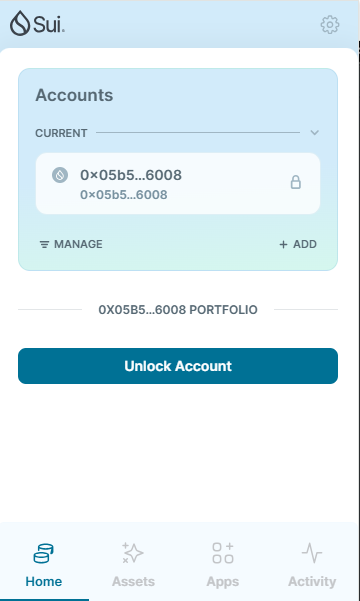 Sui.
Accounts
CURRENT
0×05b5...6008
0×05b5...6008
MANAGE
+ ADD
0X05B5...6008 PORTFOLIO
Unlock Account
Home
Assets
Apps
Activity